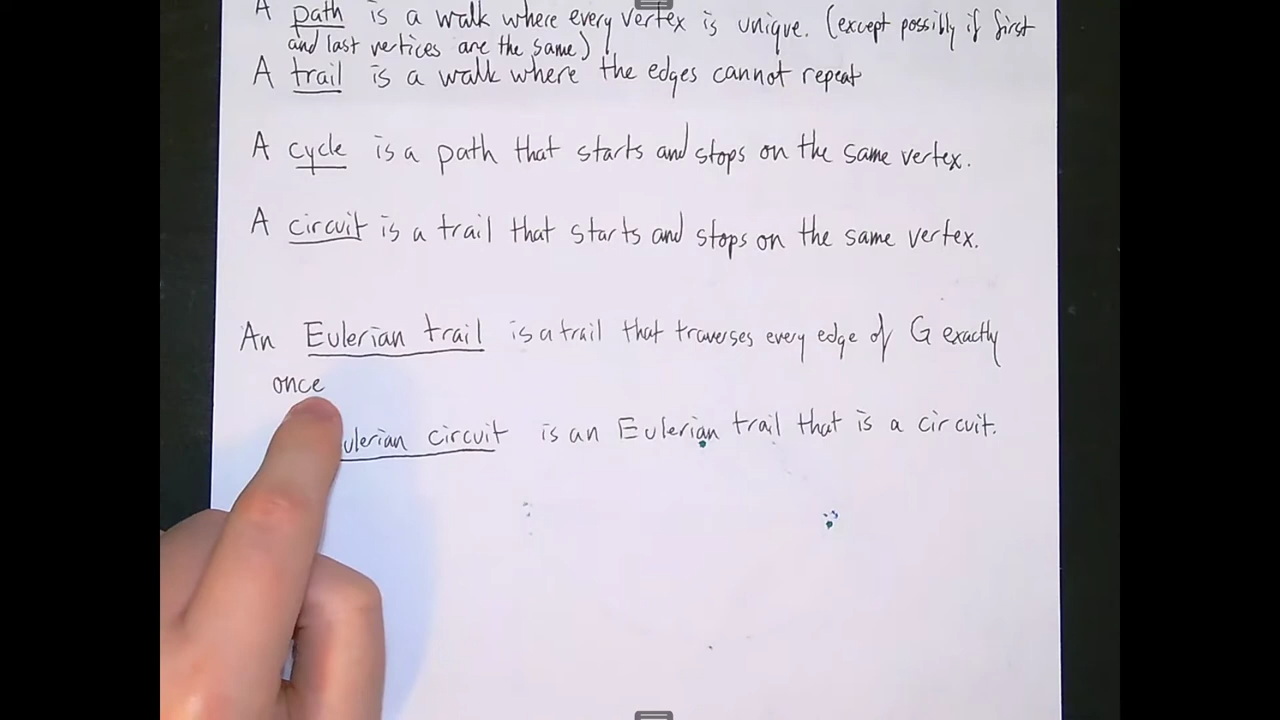 A path is a walk where every vertex is unique. (except possibly if first
and last vertices are the same)
A trail is a walk where the edges cannot repeat
A cycle is a path that starts and stops on the same vertex.
A circuit is a trail that starts and stops on the same vertex.
An Eulerian trail is a trail that traverses every edge of G exactly
once
ulerian circuit is an Eulerian trail that is a circuit.